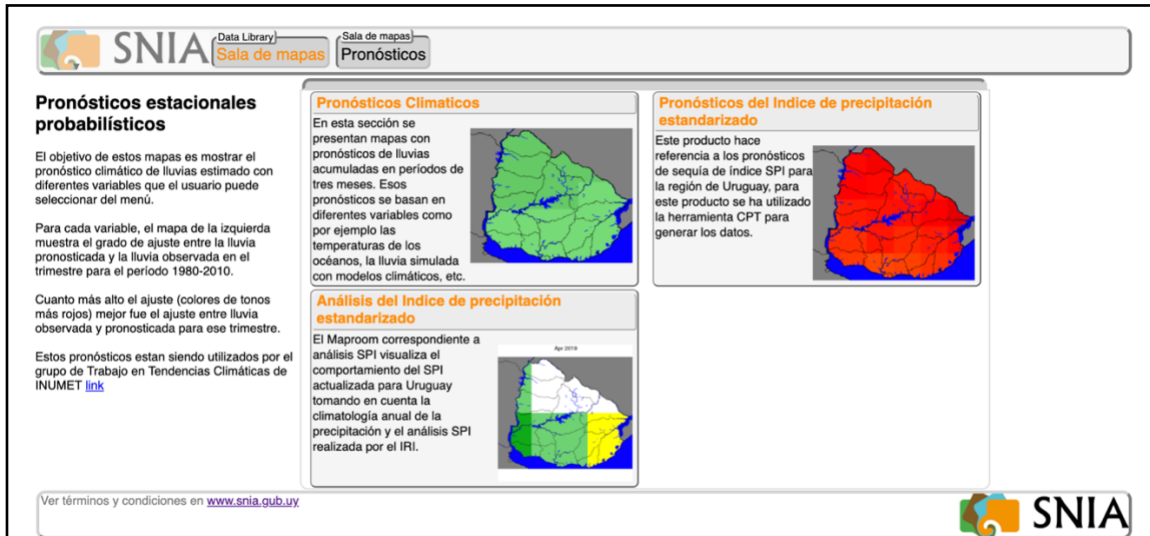 SNIA
Data Library
Sala de mapas
Sala de mapas
Pronósticos
Pronósticos estacionales
probabilísticos
El objetivo de estos mapas es mostrar el
pronóstico climático de lluvias estimado con
diferentes variables que el usuario puede
seleccionar del menú.
Para cada variable, el mapa de la izquierda
muestra el grado de ajuste entre la lluvia
pronosticada y la lluvia observada en el
trimestre para el período 1980-2010.
Cuanto más alto el ajuste (colores de tonos
más rojos) mejor fue el ajuste entre lluvia
observada y pronosticada para ese trimestre.
Estos pronósticos estan siendo utilizados por el
grupo de Trabajo en Tendencias Climáticas de
INUMET link
Pronósticos Climaticos
En esta sección se
presentan mapas con
pronósticos de lluvias
acumuladas en períodos de
tres meses. Esos
pronósticos se basan en
diferentes variables como
por ejemplo las
temperaturas de los
océanos, la lluvia simulada
con modelos climáticos, etc.
Pronósticos del Indice de precipitación
estandarizado
Este producto hace
referencia a los pronósticos
de sequía de índice SPI para
la región de Uruguay, para
este producto se ha utilizado
la herramienta CPT para
generar los datos.
Análisis del Indice de precipitación
estandarizado
El Maproom correspondiente a
análisis SPI visualiza el
comportamiento del SPI
actualizada para Uruguay
tomando en cuenta la
climatología anual de la
precipitación y el análisis SPI
realizada por el IRI.
Apr 2019
Ver términos y condiciones en www.snia.gub.uy
SNIA